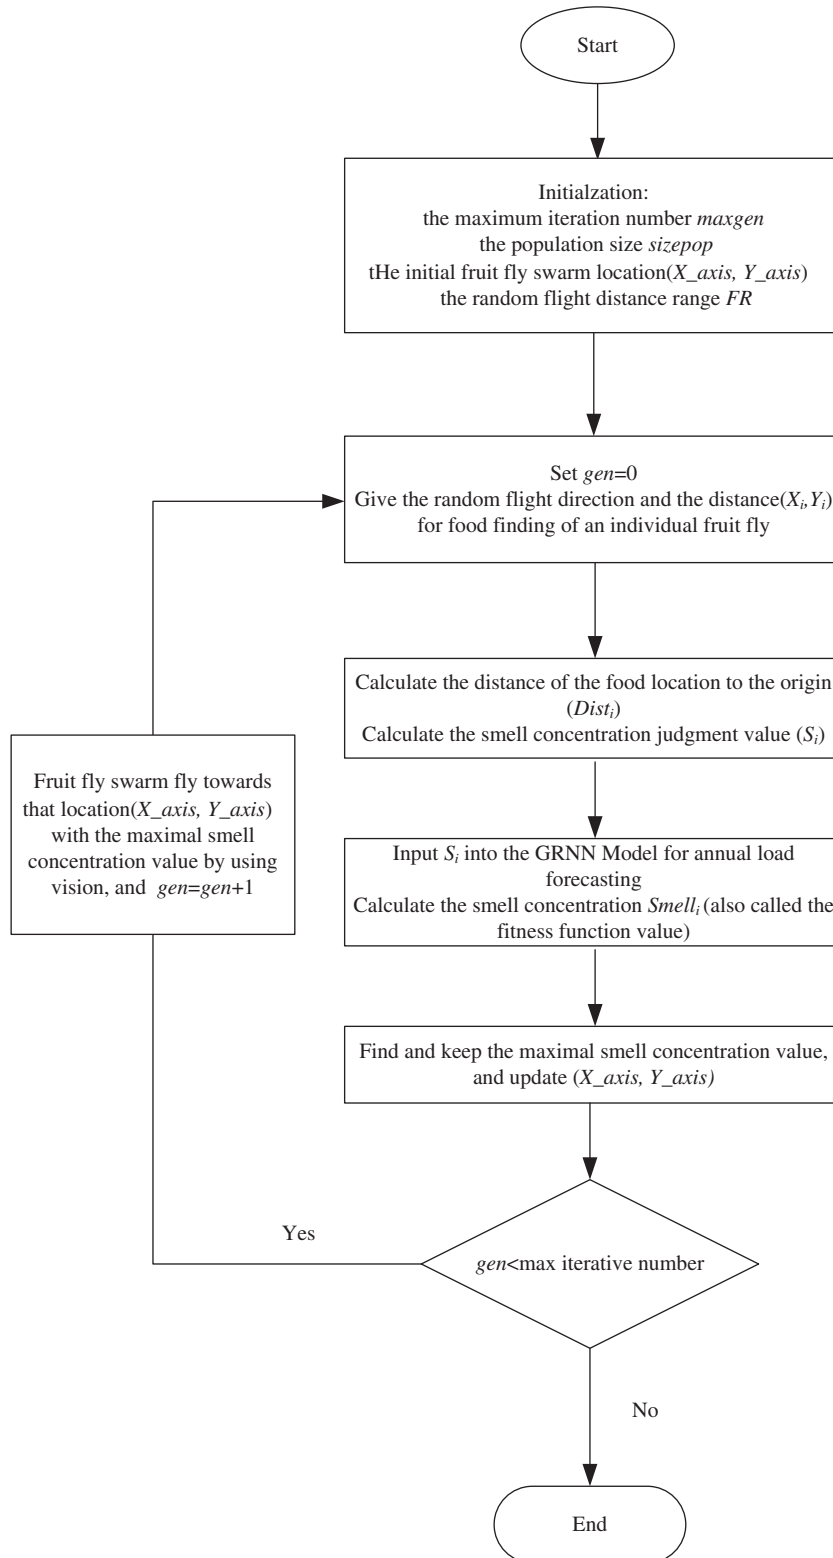 Start
Initialzation:
the maximum iteration number maxgen
the population size sizepop
tHe initial fruit fly swarm location(X_axis, Y_axis)
the random flight distance range FR
Set gen=0
Give the random flight direction and the distance(Xi,Yi)
for food finding of an individual fruit fly
Calculate the distance of the food location to the origin
(Disti)
Calculate the smell concentration judgment value (Si)
Fruit fly swarm fly towards
that location(X_axis, Y_axis)
with the maximal smell
concentration value by using
vision, and gen=gen+1
Input Si into the GRNN Model for annual load
forecasting
Calculate the smell concentration Smelli (also called the
fitness function value)
Find and keep the maximal smell concentration value,
and update (X_axis, Y_axis)
Yes
gen<max iterative number
No
End